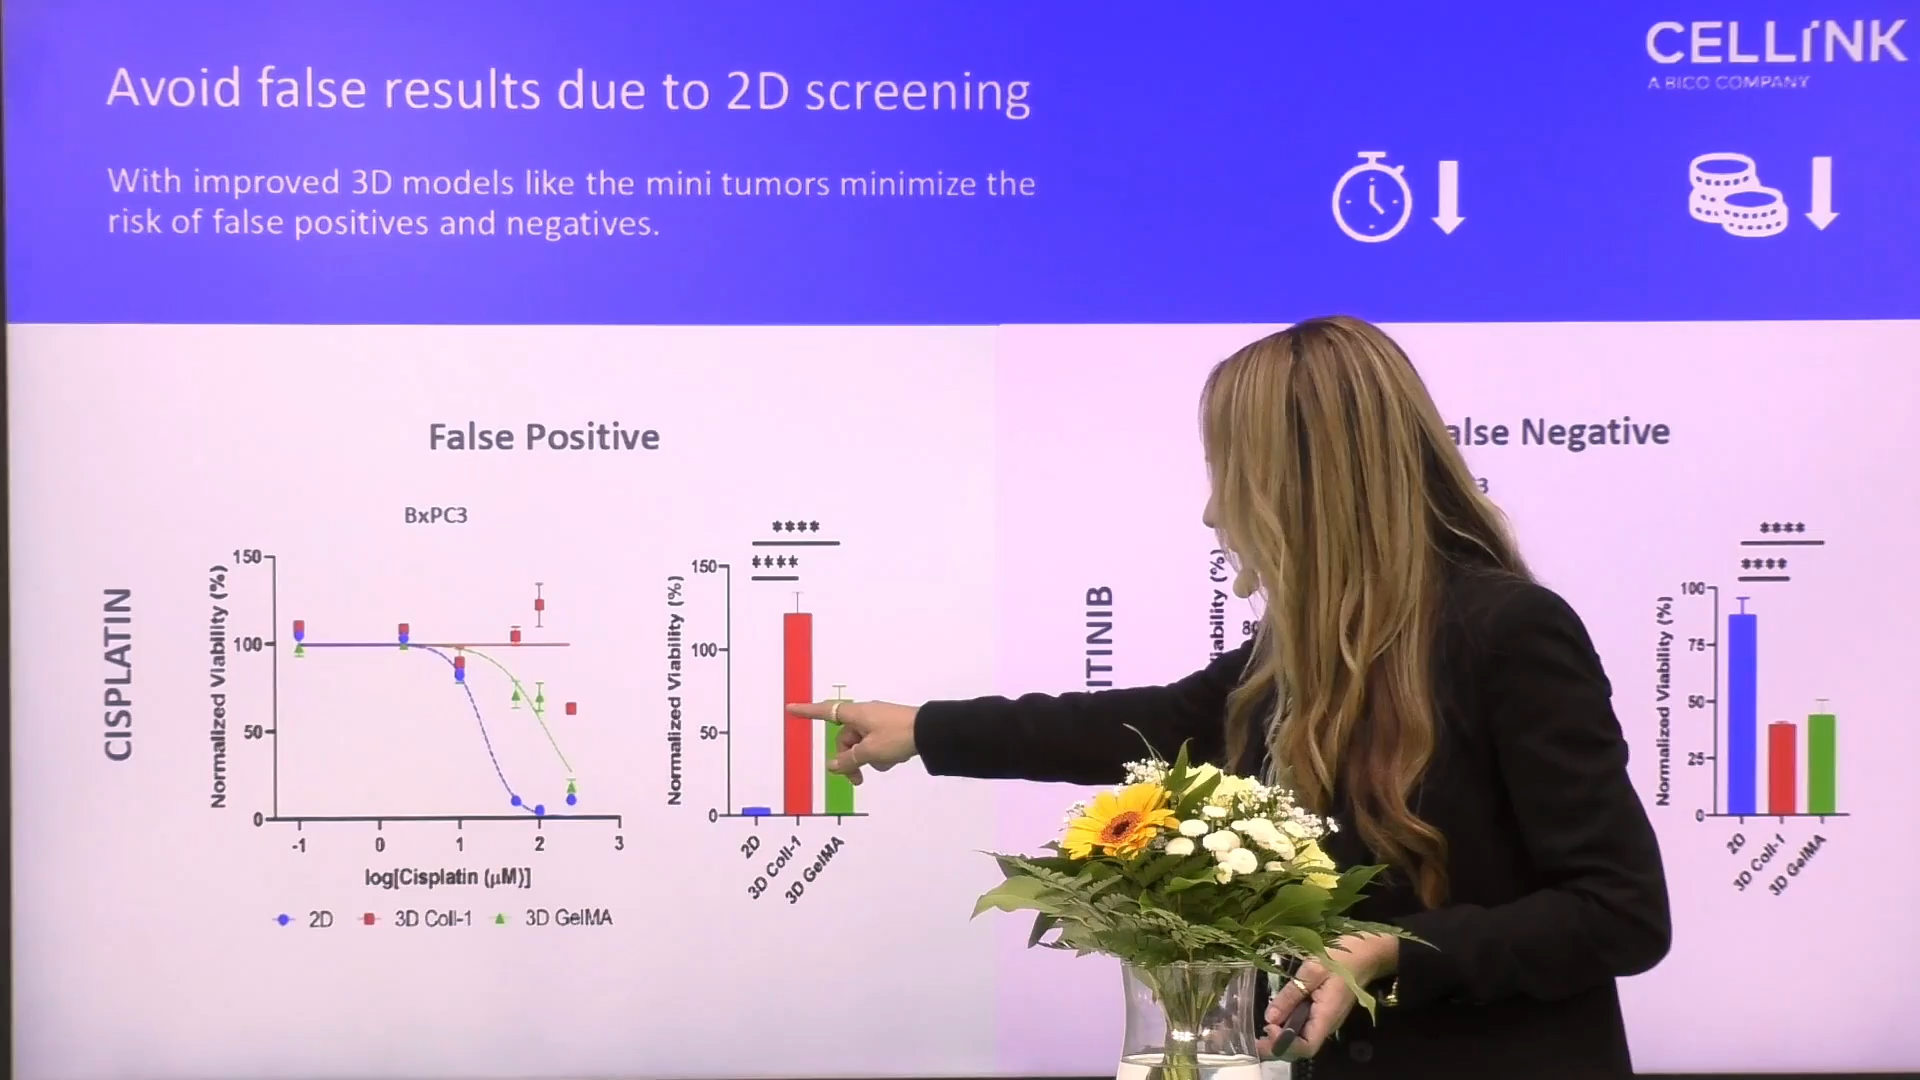 CELLINK
A BICO COMPANY
Avoid false results due to 2D screening
With improved 3D models like the mini tumors minimize the
risk of false positives and negatives.
False Positive
CISPLATIN
BxPC3
Normalized Viability (%)
150
100
50
0
-1 0 1 2 3
log[Cisplatin (µM)]
2D 3D Coll-1 3D GelMA
****
****
Normalized Viability (%)
150
100
50
0
2D
3D Coll-1
3D GelMA
alse Negative
3
ITINIB
iability (%)
80
****
****
Normalized Viability (%)
100
75
50
25
0
2D
3D Coll-1
3D GelMA